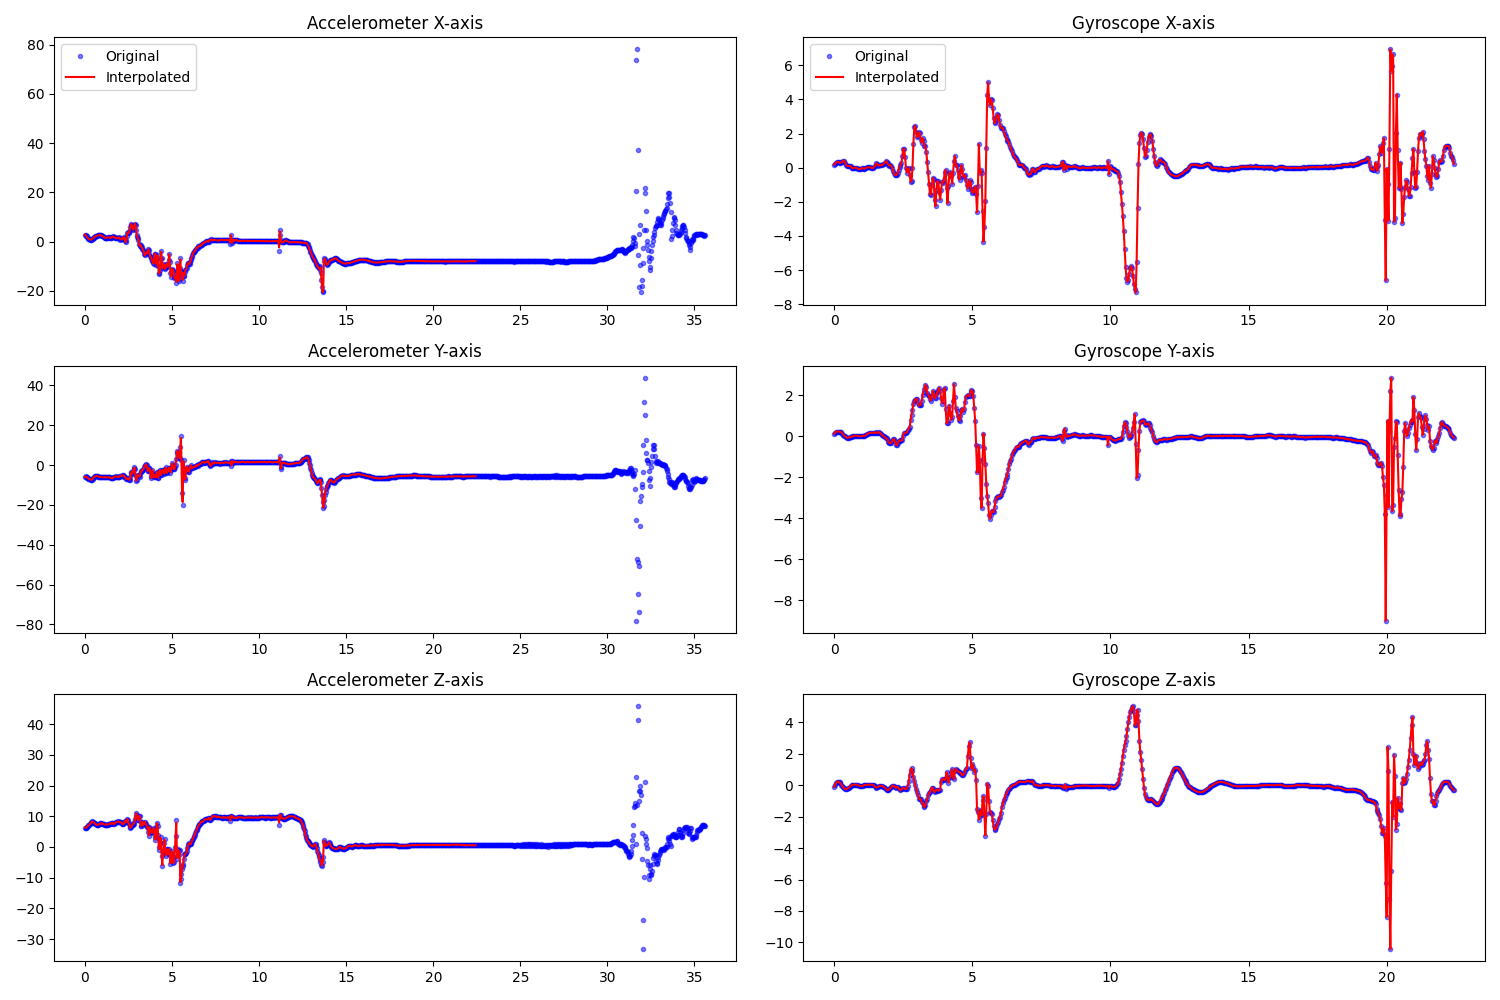 Accelerometer X-axis
80
60
40
20
0
−20
0 5 10 15 20 25 30 35
Original
Interpolated
Gyroscope X-axis
6
4
2
0
−2
−4
−6
−8
0 5 10 15 20
Original
Interpolated
Accelerometer Y-axis
40
20
0
−20
−40
−60
−80
0 5 10 15 20 25 30 35
Gyroscope Y-axis
2
0
−2
−4
−6
−8
0 5 10 15 20
Accelerometer Z-axis
40
30
20
10
0
−10
−20
−30
0 5 10 15 20 25 30 35
Gyroscope Z-axis
4
2
0
−2
−4
−6
−8
−10
0 5 10 15 20